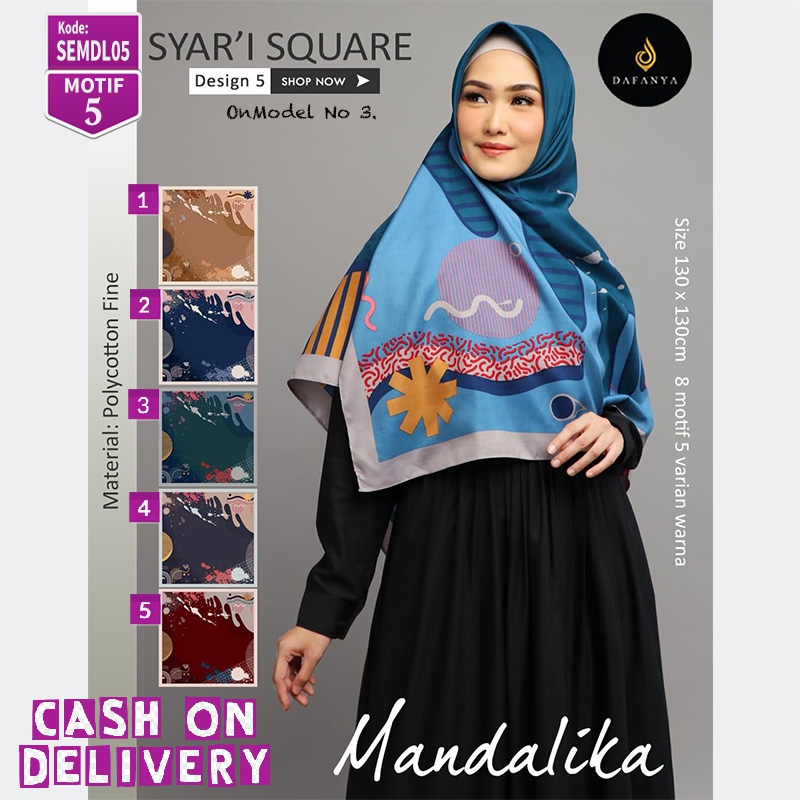 Kode:
SEMDL05
MOTIF
5
SYAR'I SQUARE
Design 5 SHOP NOW
OnModel No 3.
DAFANYA
1
2
3
4
5
Material: Polycotton Fine
Size 130 x 130cm 8 motif 5 varian warna
CASH ON
DELIVERY
Mandalika